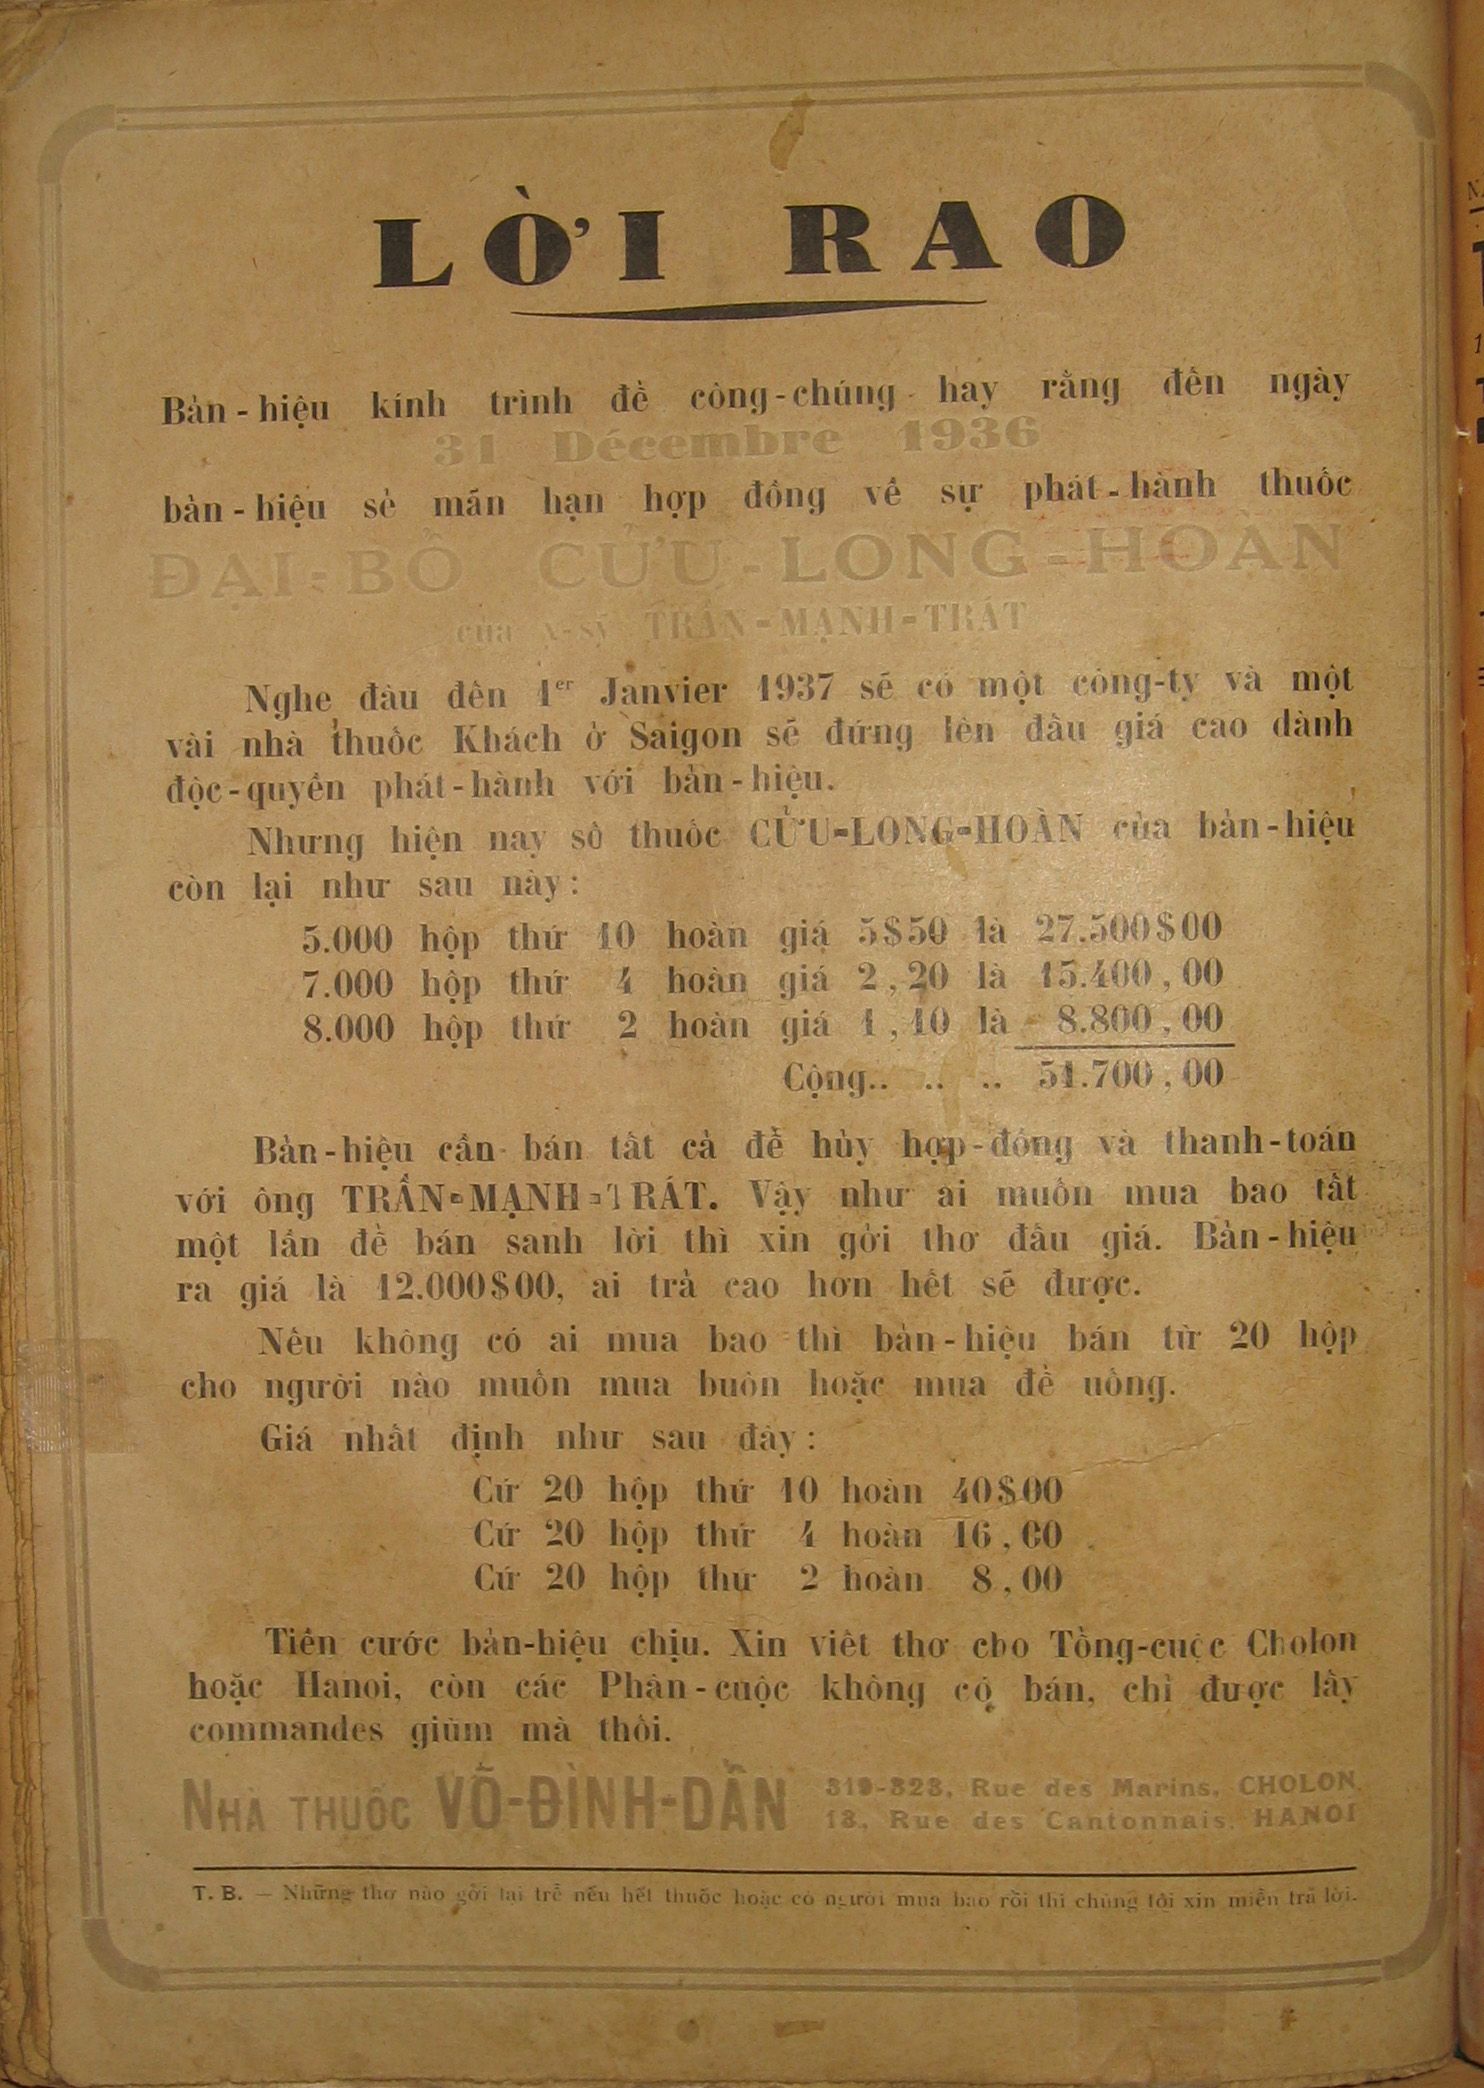 LỜI RAO
Bản-hiệu kính trình để công-chúng hay rằng đến ngày
31 Décembre 1936
bản-hiệu sẻ mãn hạn hợp đồng về sự phát-hành thuốc
ĐẠI-BỔ CỬU-LONG-HOÀN
của y-sỹ TRẦN-MẠNH-TRÁT
Nghe đâu đến 1er Janvier 1937 sẽ có một công-ty và một
vài nhà thuốc Khách ở Saigon sẽ đứng lên đấu giá cao dành
độc-quyền phát-hành với bản-hiệu.
Nhưng hiện nay số thuốc CỬU-LONG-HOÀN của bản-hiệu
còn lại như sau này:
5.000 hộp thứ 10 hoàn giá 5$50 là 27.500$00
7.000 hộp thứ 4 hoàn giá 2,20 là 15.400,00
8.000 hộp thứ 2 hoàn giá 1,10 là 8.800,00
Cộng.. .. .. 51.700,00
Bản-hiệu cần bán tất cả để hủy hợp-đồng và thanh-toán
với ông TRẦN-MẠNH-TRÁT. Vậy như ai muốn mua bao tất
một lần để bán sanh lời thì xin gởi thơ đấu giá. Bản-hiệu
ra giá là 12.000$00, ai trả cao hơn hết sẽ được.
Nếu không có ai mua bao thì bản-hiệu bán từ 20 hộp
cho người nào muốn mua buôn hoặc mua để uống.
Giá nhất định như sau đây:
Cứ 20 hộp thứ 10 hoàn 40$00
Cứ 20 hộp thứ 4 hoàn 16,00
Cứ 20 hộp thứ 2 hoàn 8,00
Tiền cước bản-hiệu chịu. Xin viết thơ cho Tổng-cuộc Cholon
hoặc Hanoi, còn các Phân-cuộc không có bán, chỉ được lấy
commandes giùm mà thôi.
NHÀ THUỐC VÕ-ĐÌNH-DẦN 319-323, Rue des Marins, CHOLON
13, Rue des Cantonnais, HANOI
T. B. — Những thơ nào gởi lại trễ nếu hết thuốc hoặc có người mua bao rồi thì chúng tôi xin miễn trả lời.